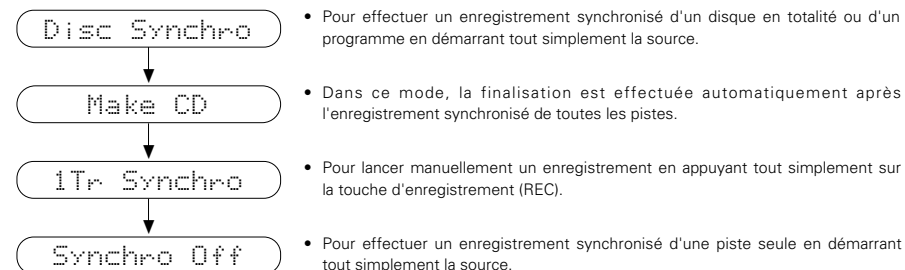 Disc Synchro
• Pour effectuer un enregistrement synchronisé d'un disque en totalité ou d'un
programme en démarrant tout simplement la source.
Make CD
• Dans ce mode, la finalisation est effectuée automatiquement après
l'enregistrement synchronisé de toutes les pistes.
1Tr Synchro
• Pour lancer manuellement un enregistrement en appuyant tout simplement sur
la touche d'enregistrement (REC).
Synchro Off
• Pour effectuer un enregistrement synchronisé d'une piste seule en démarrant
tout simplement la source.